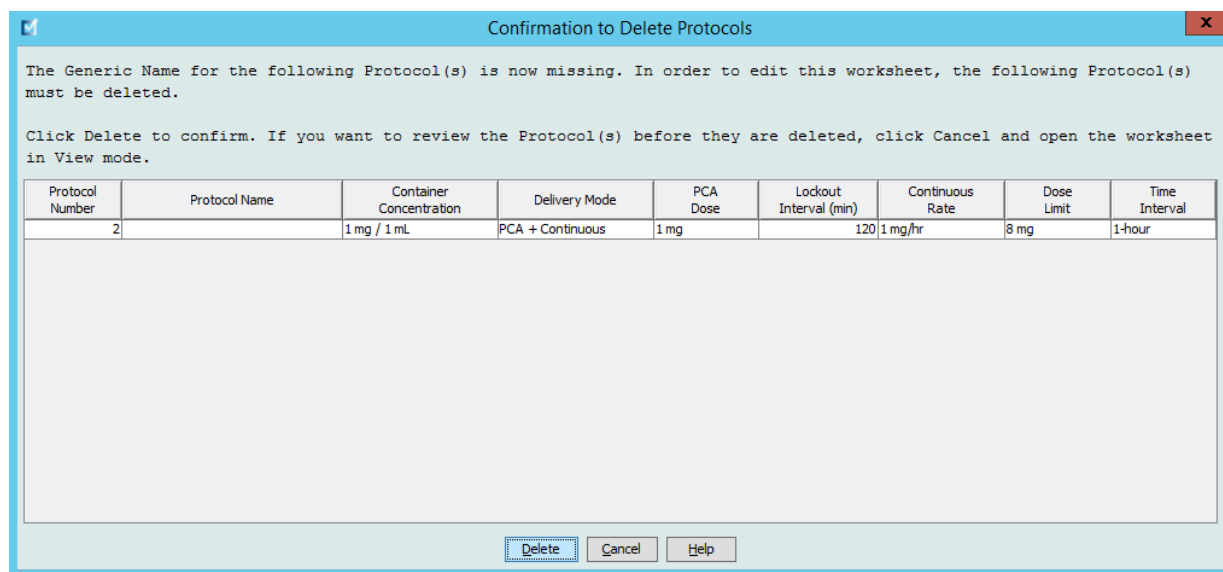 Confirmation to Delete Protocols
x
The Generic Name for the following Protocol(s) is now missing. In order to edit this worksheet, the following Protocol(s)
must be deleted.
Click Delete to confirm. If you want to review the Protocol(s) before they are deleted, click Cancel and open the worksheet
in View mode.
Protocol Number Protocol Name Container Concentration Delivery Mode PCA Dose Lockout Interval (min) Continuous Rate Dose Limit Time Interval
2 1 mg / 1 mL PCA + Continuous 1 mg 120 1 mg/hr 8 mg 1-hour
Delete Cancel Help